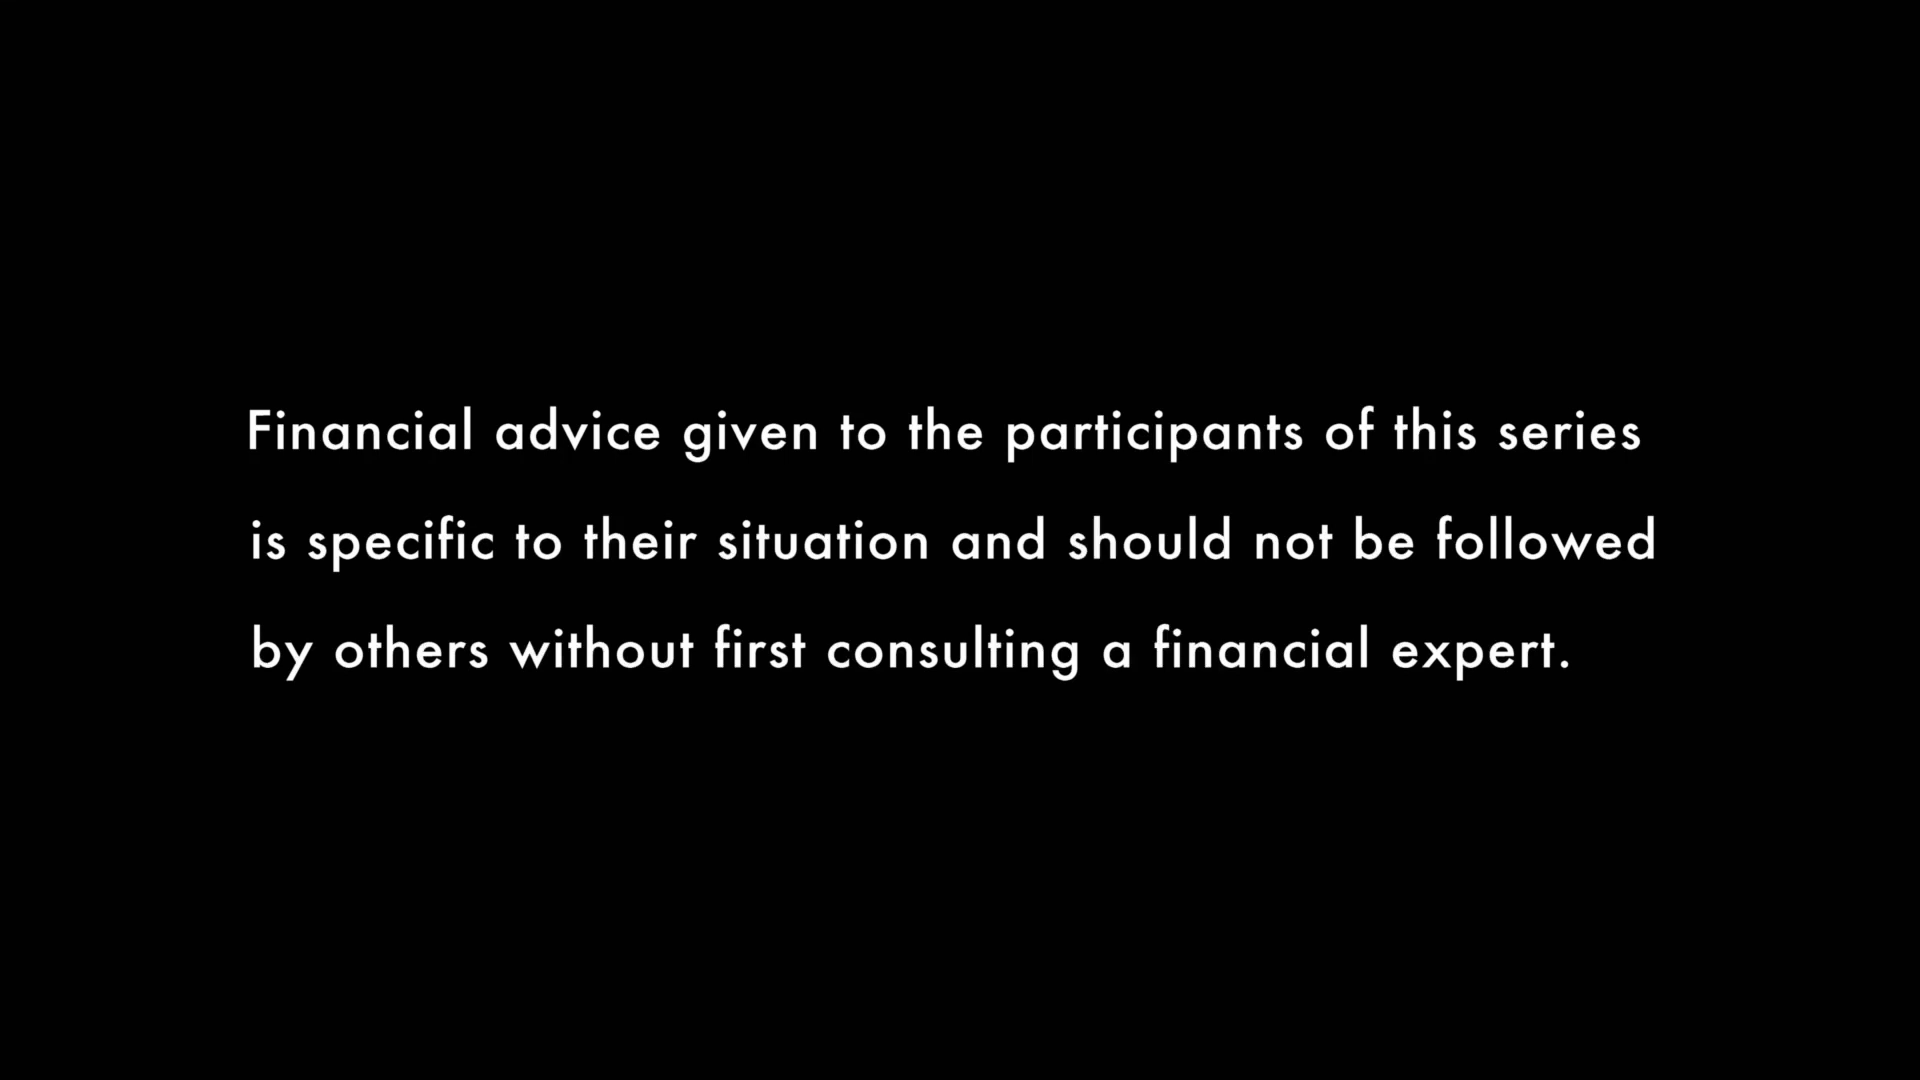 Financial advice given to the participants of this series
is specific to their situation and should not be followed
by others without first consulting a financial expert.